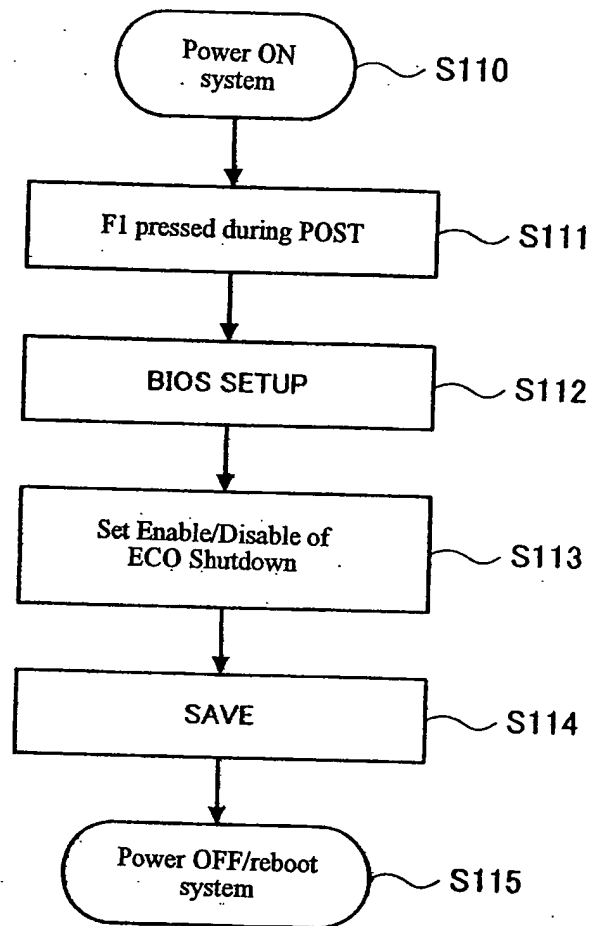 Power ON
system
S110
F1 pressed during POST
S111
BIOS SETUP
S112
Set Enable/Disable of
ECO Shutdown
S113
SAVE
S114
Power OFF/reboot
system
S115